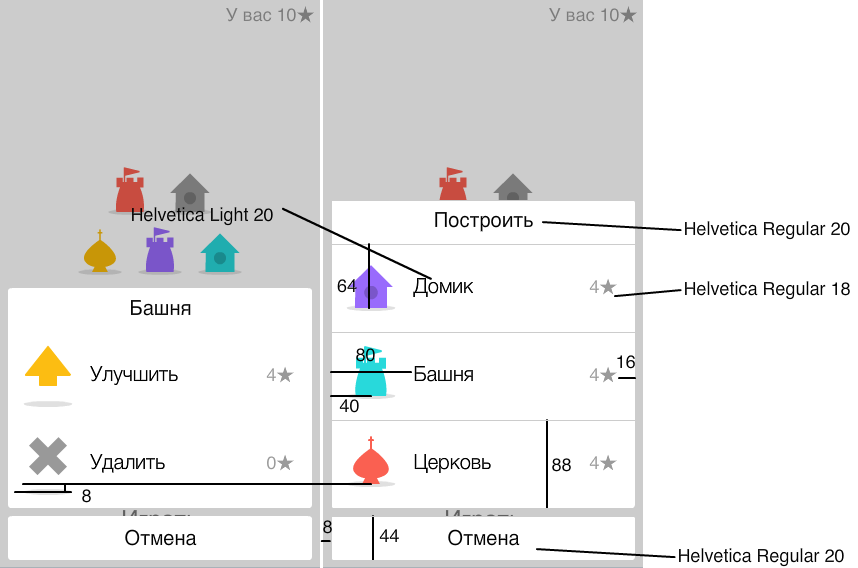 У вас 10★
Helvetica Light 20
Башня
Улучшить 4★
Удалить 0★
8
Играть
Отмена
У вас 10★
Построить
Helvetica Regular 20
64
Домик 4★
Helvetica Regular 18
80
Башня 4★
16
40
Церковь 4★
88
Играть
8
44
Отмена
Helvetica Regular 20